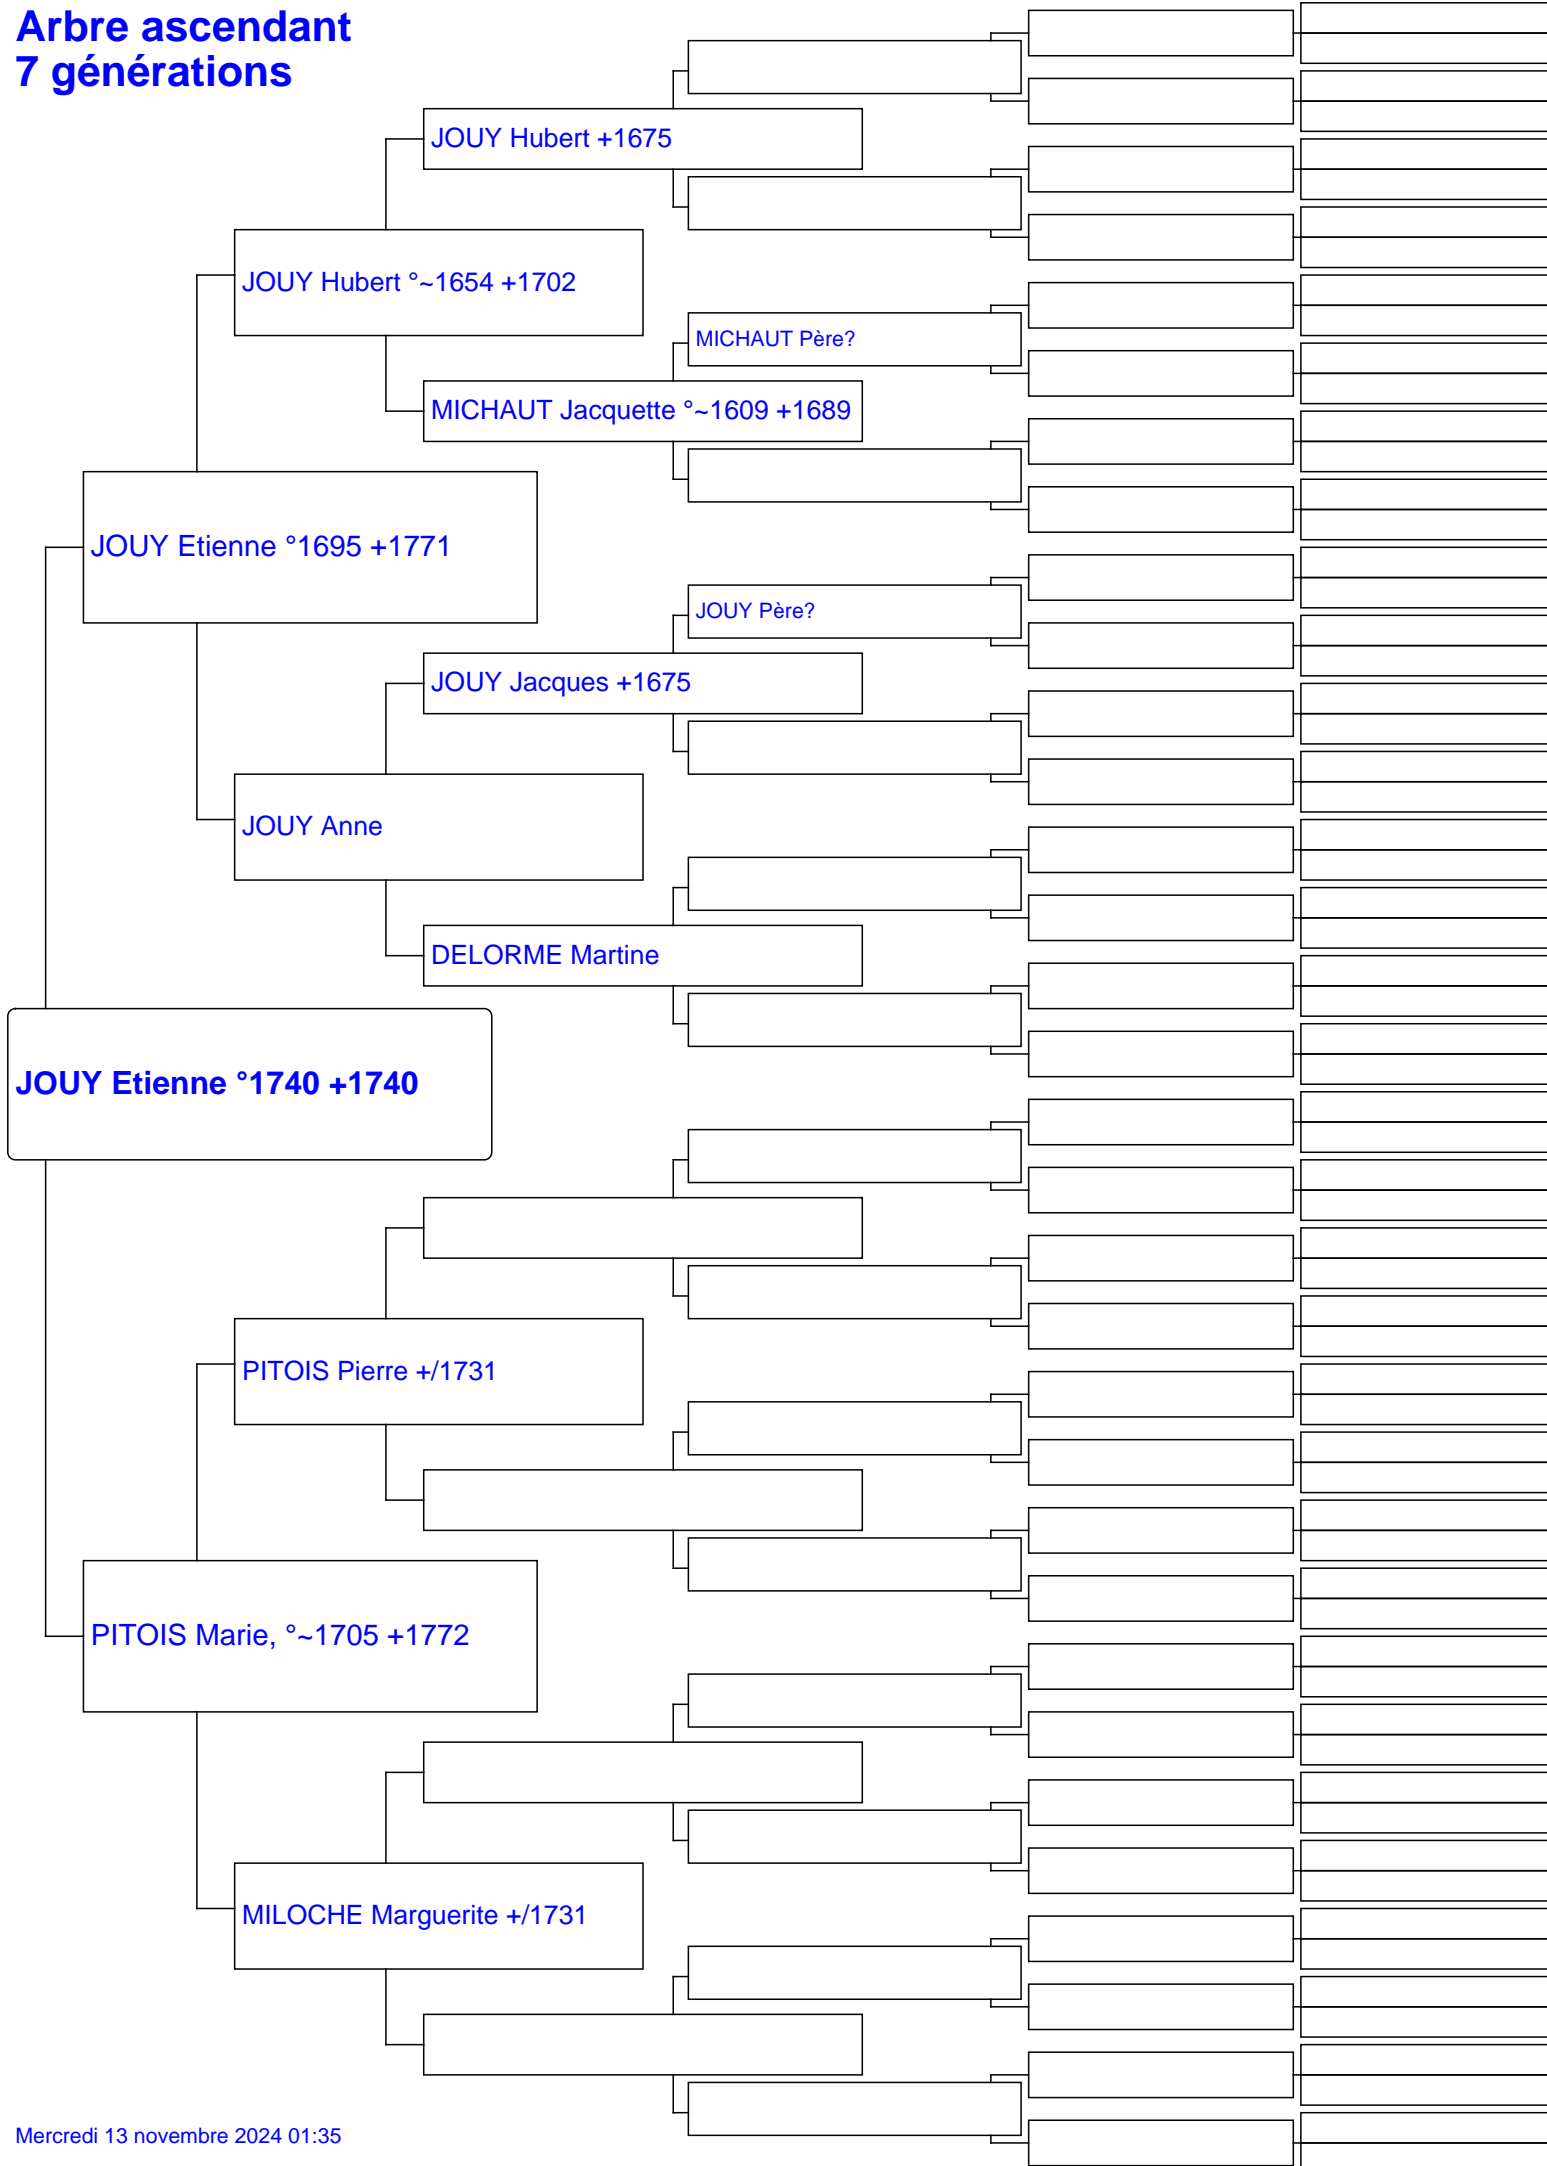 Arbre ascendant
7 générations
JOUY Hubert +1675
JOUY Hubert °~1654 +1702
MICHAUT Père?
MICHAUT Jacquette °~1609 +1689
JOUY Etienne °1695 +1771
JOUY Père?
JOUY Jacques +1675
JOUY Anne
DELORME Martine
JOUY Etienne °1740 +1740
PITOIS Pierre +/1731
PITOIS Marie, °~1705 +1772
MILOCHE Marguerite +/1731
Mercredi 13 novembre 2024 01:35